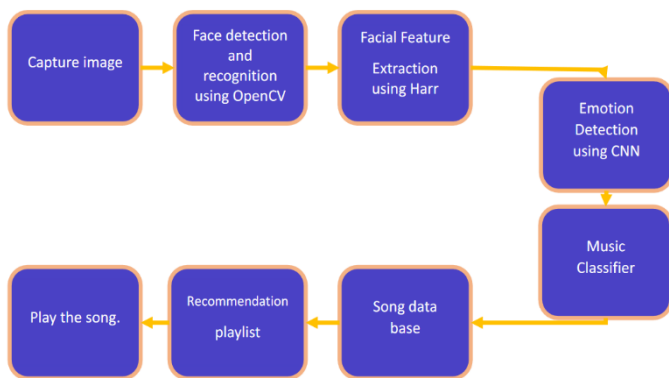 Capture image
Face detection
and
recognition
using OpenCV
Facial Feature
Extraction
using Harr
Emotion
Detection
using CNN
Music
Classifier
Song data
base
Recommendation
playlist
Play the song.